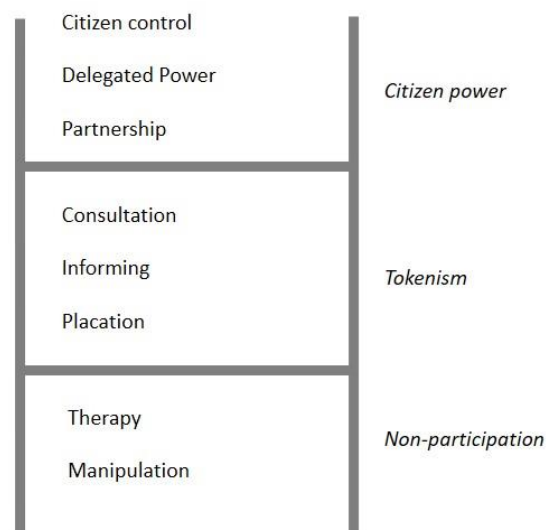 Citizen control
Delegated Power
Citizen power
Partnership
Consultation
Informing
Tokenism
Placation
Therapy
Non-participation
Manipulation